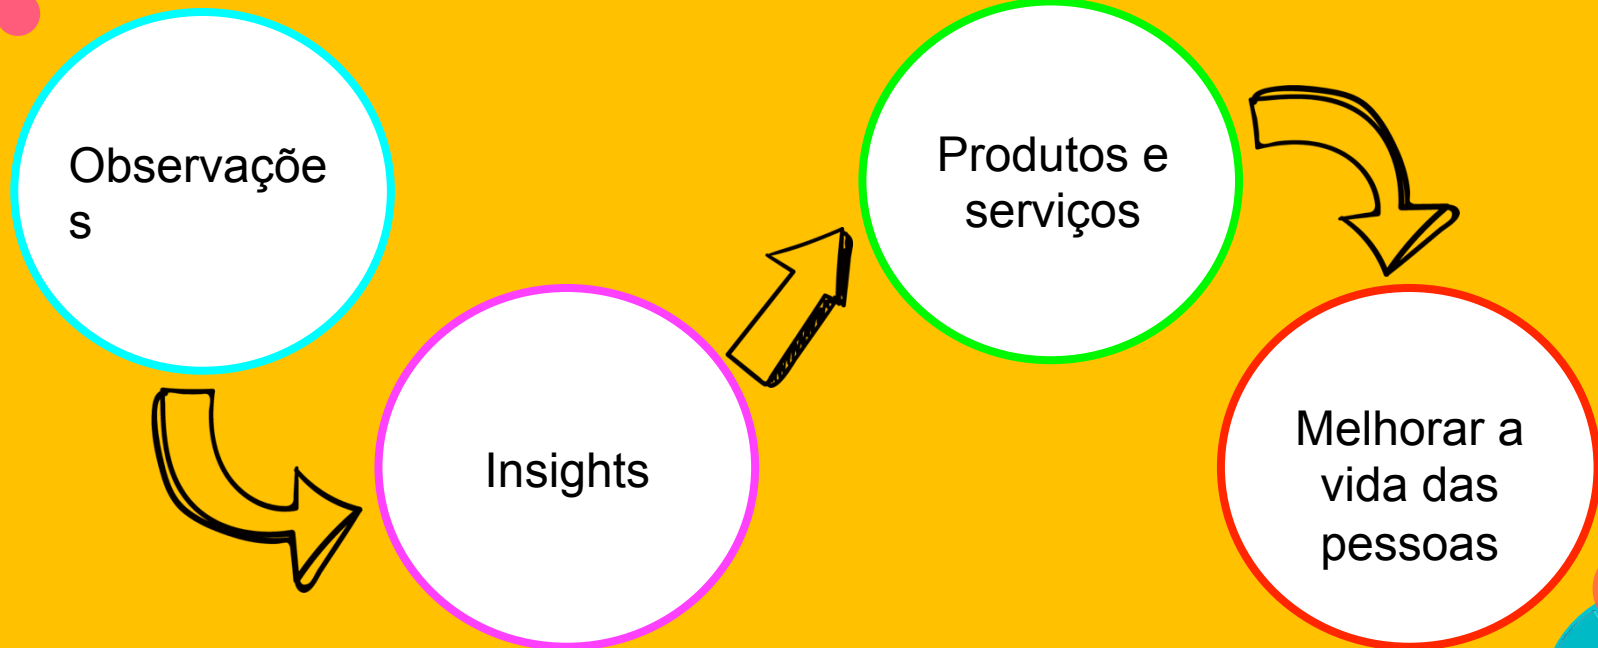 Observaçõe
s
Insights
Produtos e
serviços
Melhorar a
vida das
pessoas